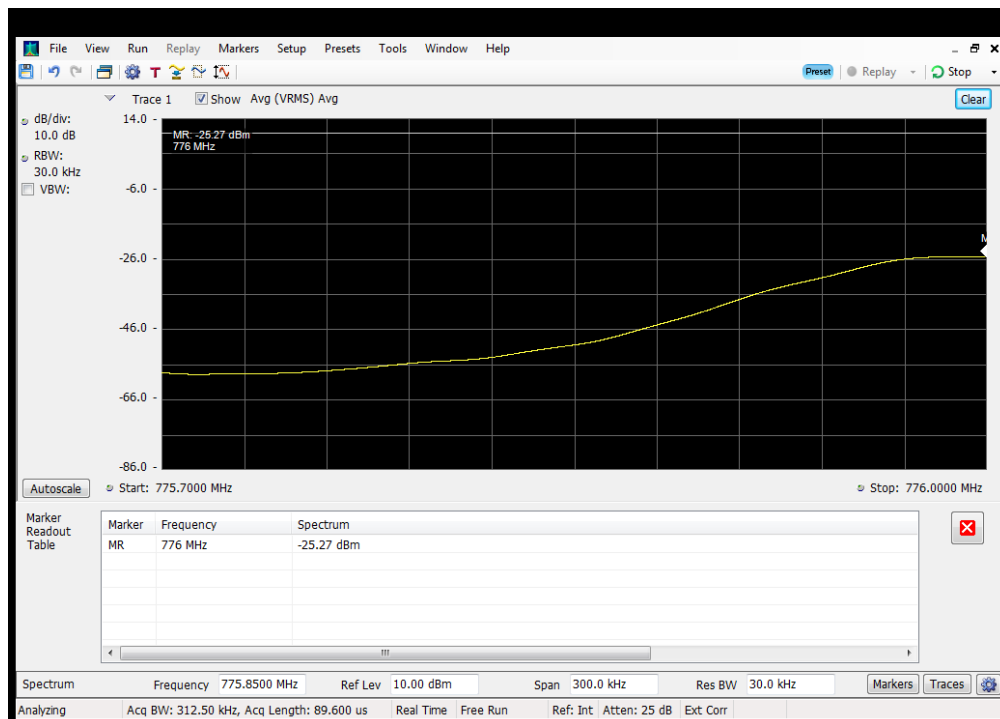 File View Run Replay Markers Setup Presets Tools Window Help
T Preset Replay Stop
Trace 1 Show Avg (VRMS) Avg Clear
dB/div:
10.0 dB
RBW:
30.0 kHz
VBW:
14.0 -
MR: -25.27 dBm
776 MHz
-6.0 -
-26.0 -
M
-46.0 -
-66.0 -
-86.0 -
Autoscale Start: 775.7000 MHz Stop: 776.0000 MHz
Marker
Readout
Table
Marker Frequency Spectrum
MR 776 MHz -25.27 dBm
Spectrum Frequency 775.8500 MHz Ref Lev 10.00 dBm Span 300.0 kHz Res BW 30.0 kHz Markers Traces
Analyzing Acq BW: 312.50 kHz, Acq Length: 89.600 us Real Time Free Run Ref: Int Atten: 25 dB Ext Corr